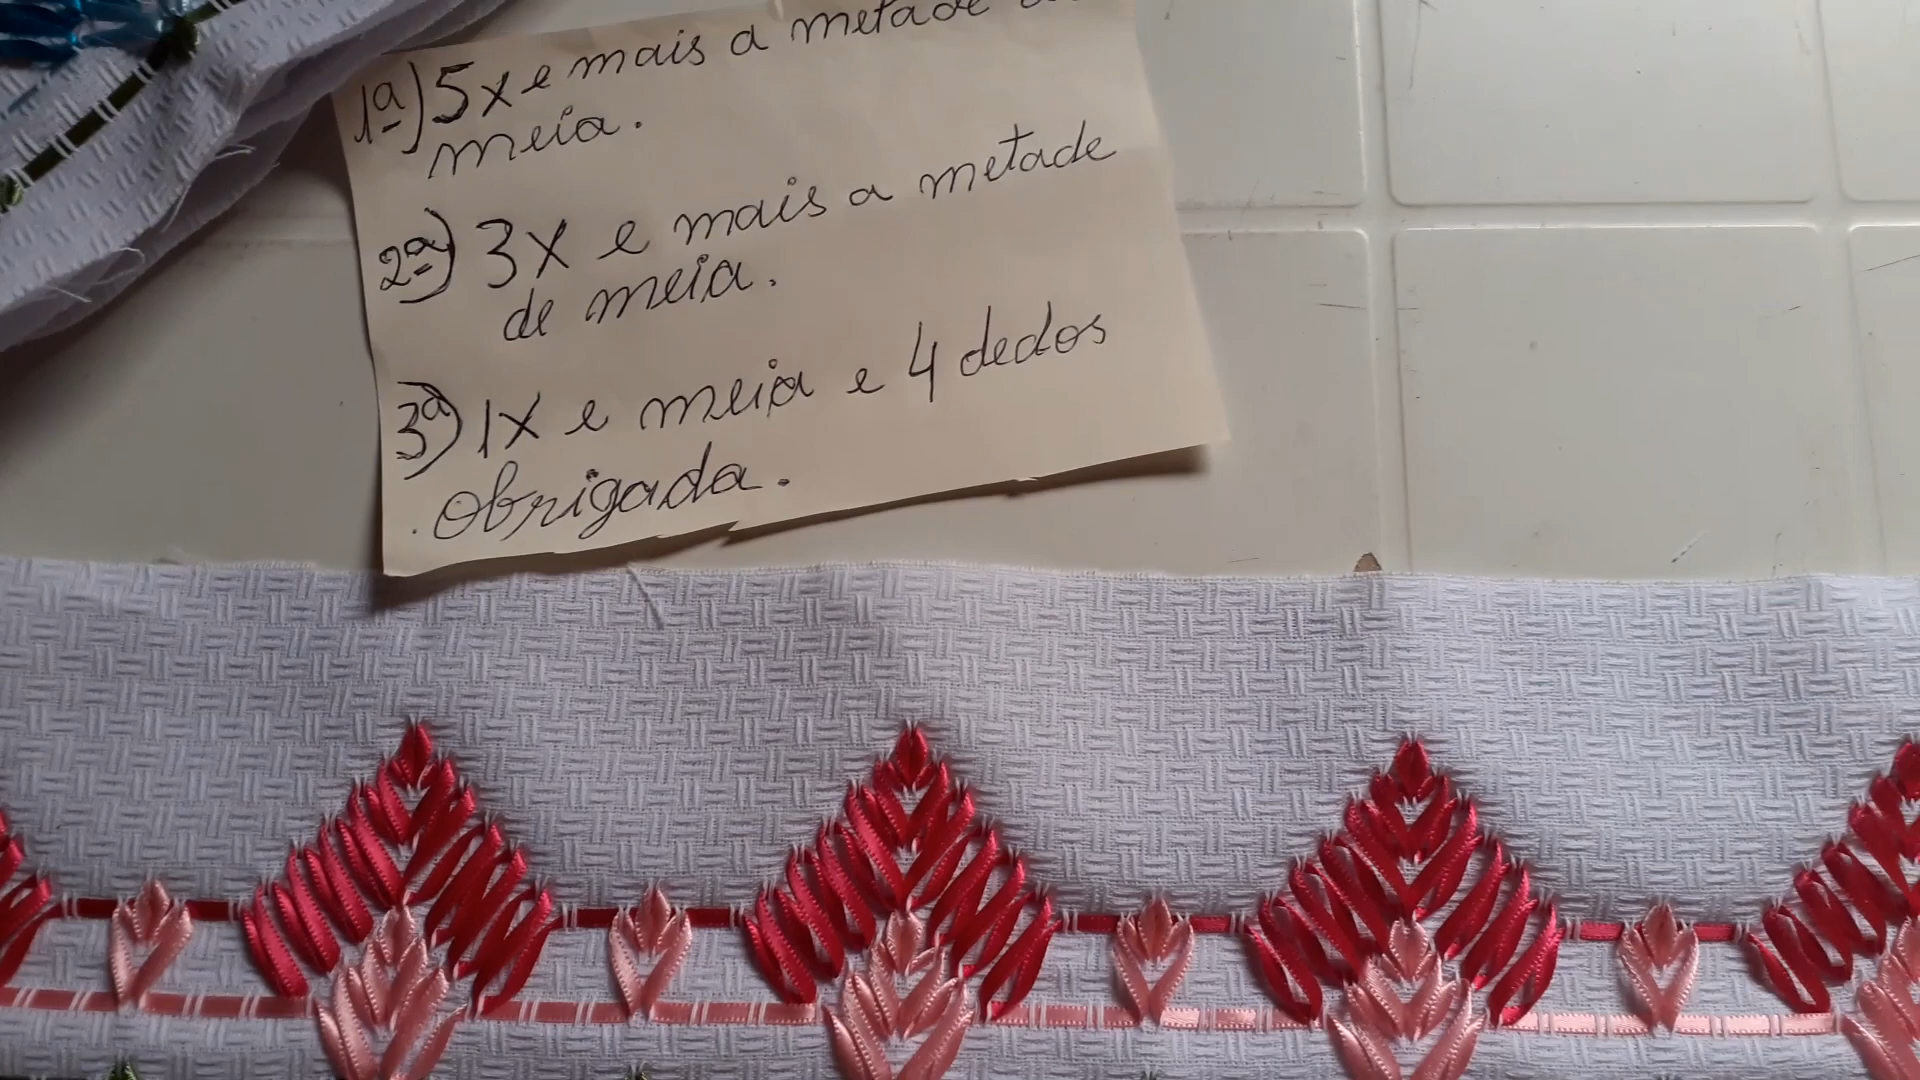 1ª) 5x e mais a metade
meia.
2ª) 3X e mais a metade
de meia.
3ª) 1X e meia e 4 dedos
. Obrigada.